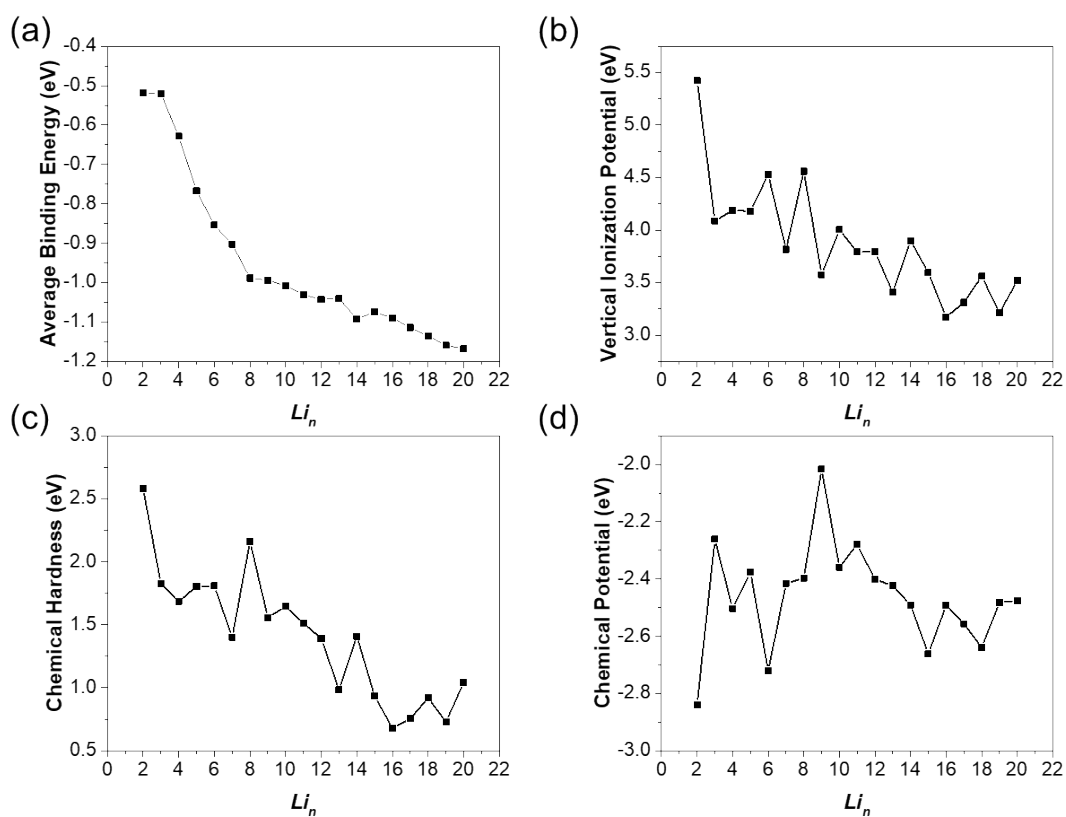 (a)
-0.4
-0.5
-0.6
-0.7
-0.8
-0.9
-1.0
-1.1
-1.2
Average Binding Energy (eV)
0 2 4 6 8 10 12 14 16 18 20 22
Li_n
(b)
5.5
5.0
4.5
4.0
3.5
3.0
Vertical Ionization Potential (eV)
0 2 4 6 8 10 12 14 16 18 20 22
Li_n
(c)
3.0
2.5
2.0
1.5
1.0
0.5
Chemical Hardness (eV)
0 2 4 6 8 10 12 14 16 18 20 22
Li_n
(d)
-2.0
-2.2
-2.4
-2.6
-2.8
-3.0
Chemical Potential (eV)
0 2 4 6 8 10 12 14 16 18 20 22
Li_n